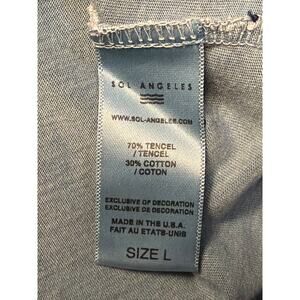 SOL ANGELES
WWW.SOL-ANGELES.COM
70% TENCEL
/ TENCEL
30% COTTON
/ COTON
EXCLUSIVE OF DECORATION
EXCLUSIVE DE DECORATION
MADE IN THE U.S.A.
FAIT AU ETATS-UNIS
SIZE L